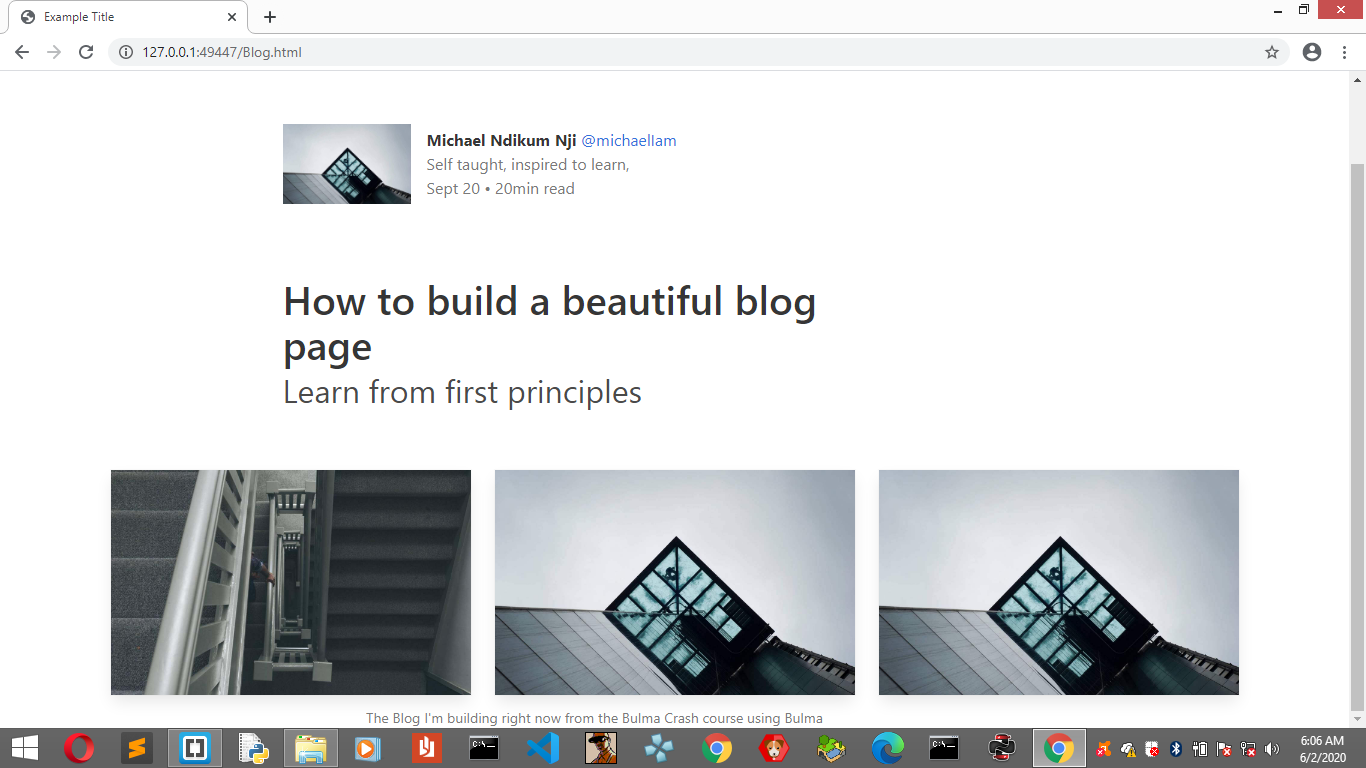 Example Title
127.0.0.1:49447/Blog.html
Michael Ndikum Nji @michaelIam
Self taught, inspired to learn,
Sept 20 • 20min read
How to build a beautiful blog
page
Learn from first principles
The Blog I'm building right now from the Bulma Crash course using Bulma
6:06 AM
6/2/2020